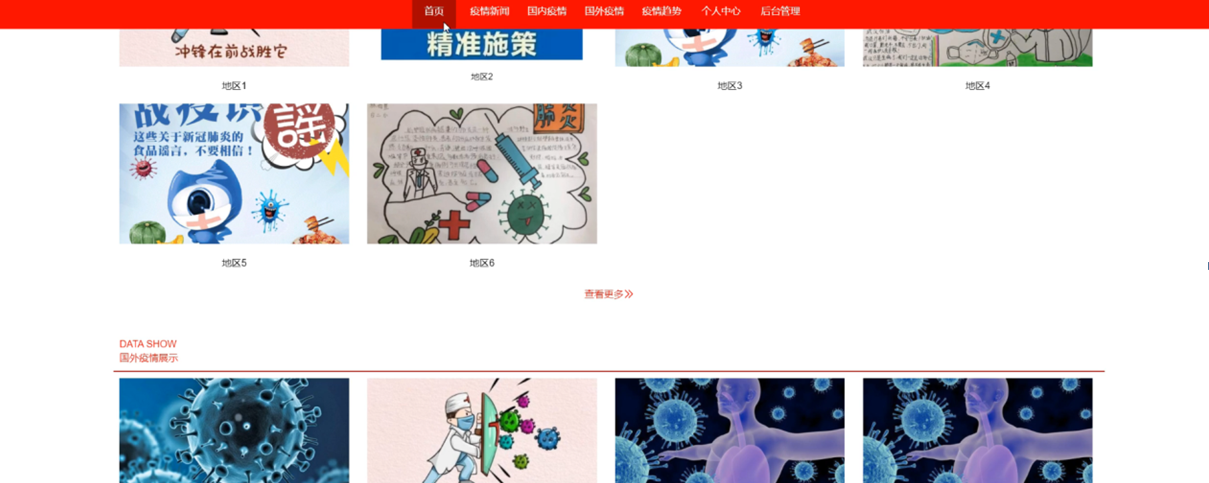 首页 疫情新闻 国内疫情 国外疫情 疫情趋势 个人中心 后台管理
冲锋在前战胜它
精准施策
地区1 地区2 地区3 地区4
战疫识
谣
这些关于新冠肺炎的
食品谣言，不要相信！
肺炎
地区5 地区6
查看更多
DATA SHOW
国外疫情展示